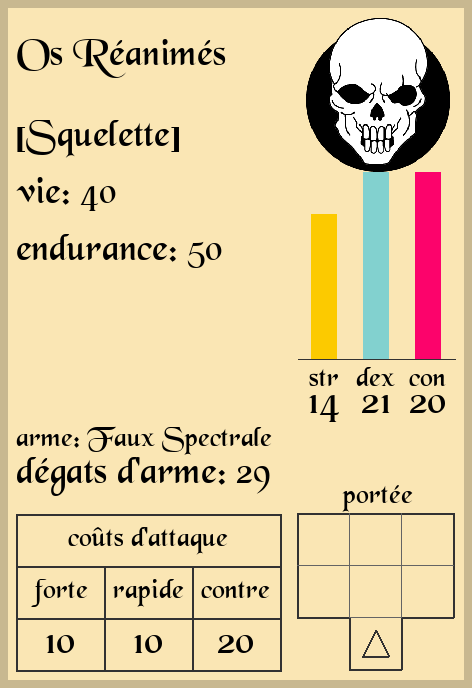 Os Réanimés
[Squelette]
vie: 40
endurance: 50
str dex con
14 21 20
arme: Faux Spectrale
dégats d'arme: 29
portée
coûts d'attaque
forte rapide contre
10 10 20